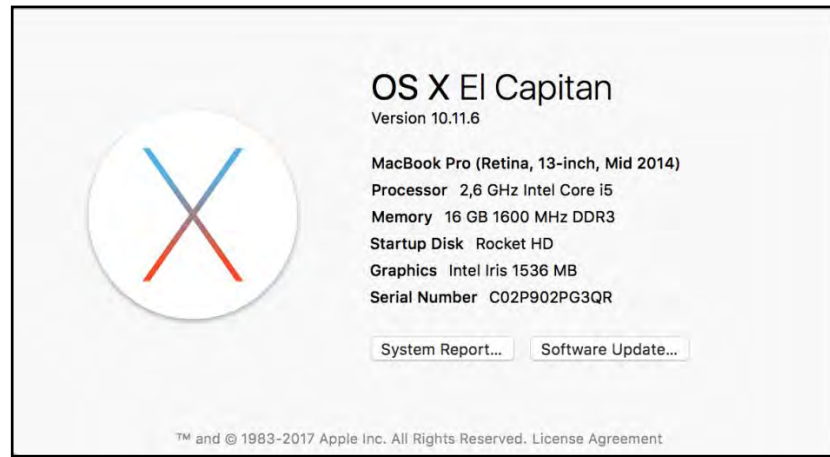 OS X El Capitan
Version 10.11.6
MacBook Pro (Retina, 13-inch, Mid 2014)
Processor 2,6 GHz Intel Core i5
Memory 16 GB 1600 MHz DDR3
Startup Disk Rocket HD
Graphics Intel Iris 1536 MB
Serial Number C02P902PG3QR
System Report... Software Update...
™ and © 1983-2017 Apple Inc. All Rights Reserved. License Agreement